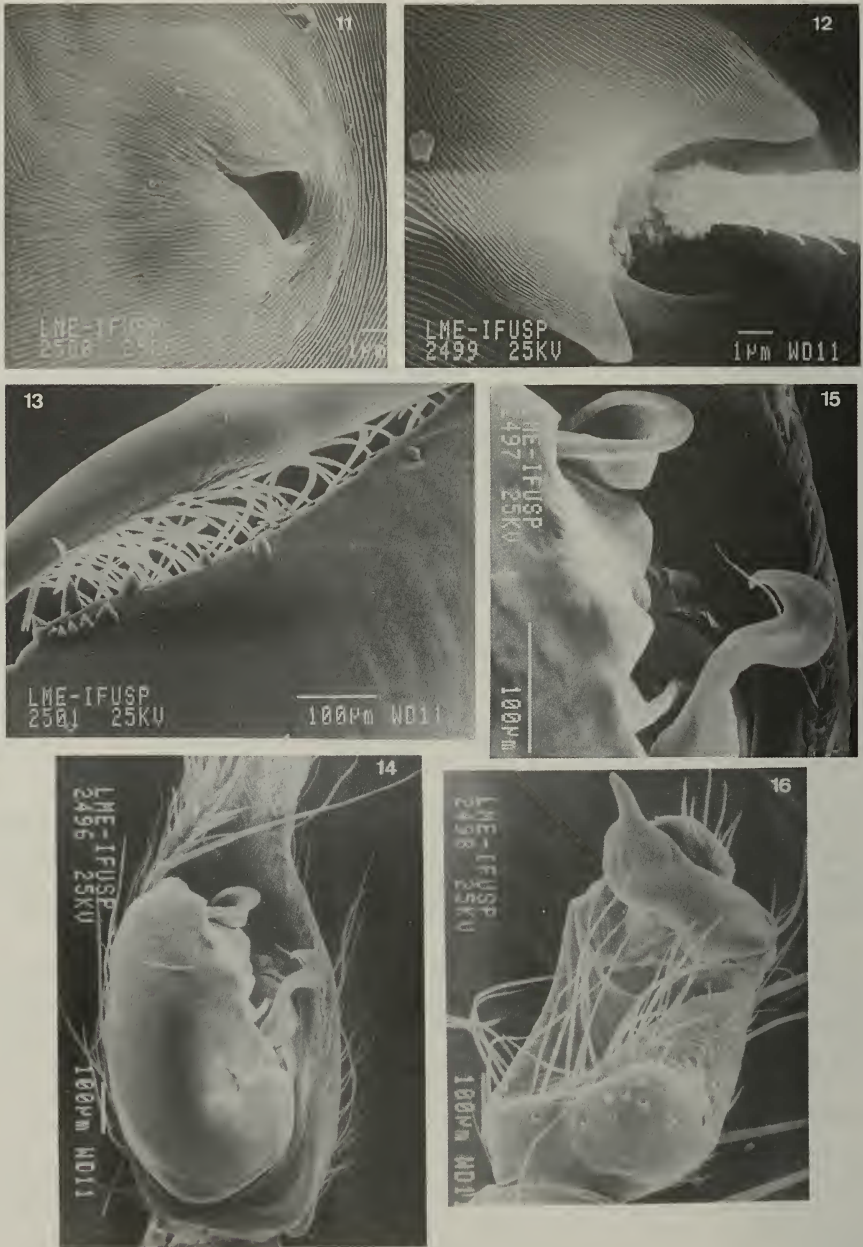 11
LME-IFUSP
1µm
12
LME-IFUSP
2499 25KV
1µm WD11
13
LME-IFUSP
2501 25KV
100µm WD11
15
LME-IFUSP
2497 25KV
100µm
14
LME-IFUSP
2496 25KV
100µm WD11
16
LME-IFUSP
2498 25KV
100µm WD11